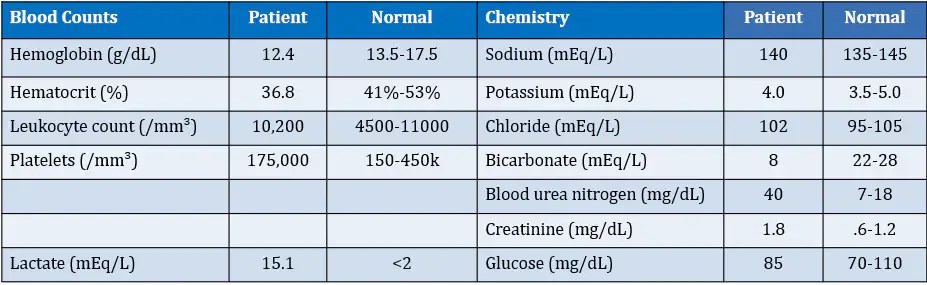 Blood Counts Patient Normal Chemistry Patient Normal
Hemoglobin (g/dL) 12.4 13.5-17.5 Sodium (mEq/L) 140 135-145
Hematocrit (%) 36.8 41%-53% Potassium (mEq/L) 4.0 3.5-5.0
Leukocyte count (/mm³) 10,200 4500-11000 Chloride (mEq/L) 102 95-105
Platelets (/mm³) 175,000 150-450k Bicarbonate (mEq/L) 8 22-28
Blood urea nitrogen (mg/dL) 40 7-18
Creatinine (mg/dL) 1.8 .6-1.2
Lactate (mEq/L) 15.1 <2 Glucose (mg/dL) 85 70-110